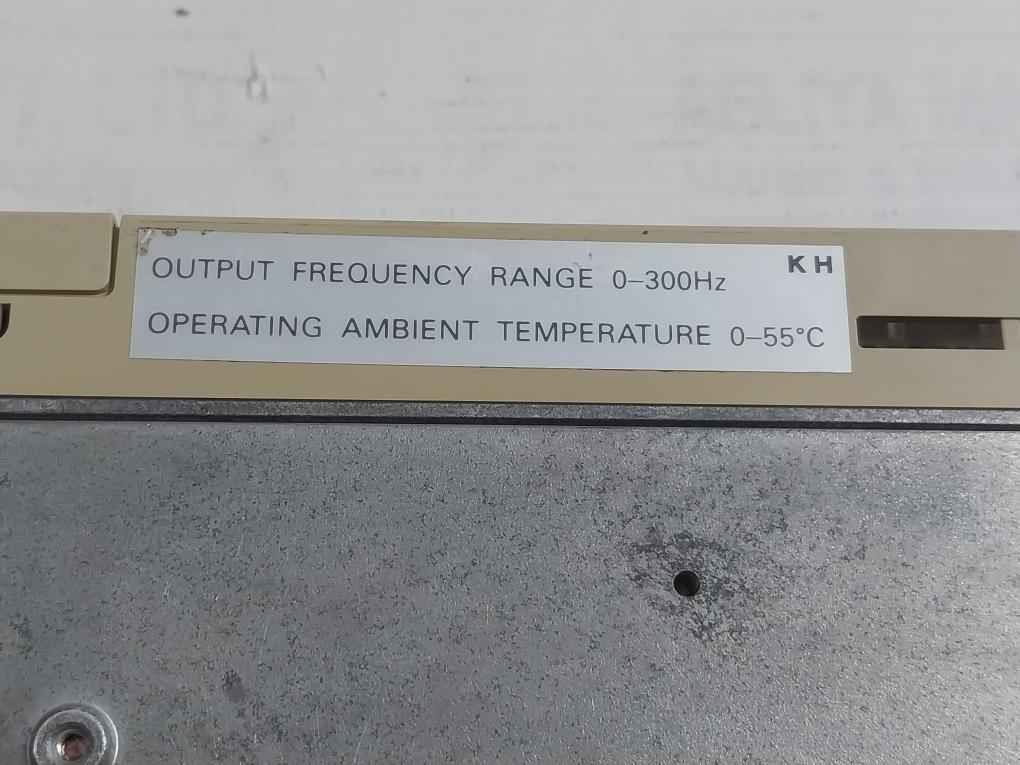 KH
OUTPUT FREQUENCY RANGE 0–300Hz
OPERATING AMBIENT TEMPERATURE 0–55°C